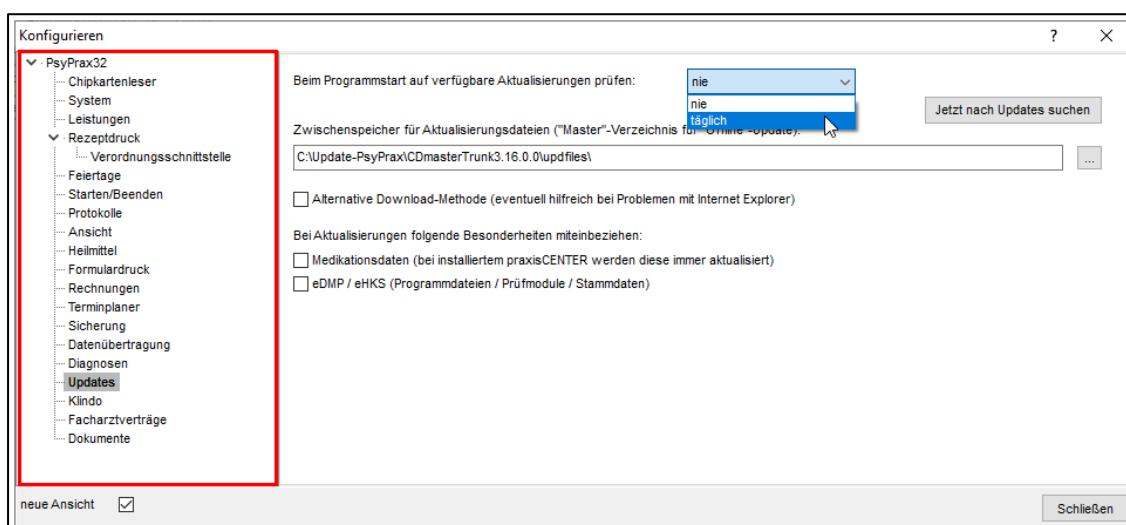 Konfigurieren
? X
PsyPrax32
Chipkartenleser
System
Leistungen
Rezeptdruck
Verordnungsschnittstelle
Feiertage
Starten/Beenden
Protokolle
Ansicht
Heilmittel
Formulardruck
Rechnungen
Terminplaner
Sicherung
Datenübertragung
Diagnosen
Updates
Klindo
Facharztverträge
Dokumente
neue Ansicht
Beim Programmstart auf verfügbare Aktualisierungen prüfen:
nie
nie
täglich
Jetzt nach Updates suchen
Zwischenspeicher für Aktualisierungsdateien ("Master"-Verzeichnis für "Offline"-Update):
C:\Update-PsyPrax\CDmasterTrunk3.16.0.0\updfiles\
...
Alternative Download-Methode (eventuell hilfreich bei Problemen mit Internet Explorer)
Bei Aktualisierungen folgende Besonderheiten miteinbeziehen:
Medikationsdaten (bei installiertem praxisCENTER werden diese immer aktualisiert)
eDMP / eHKS (Programmdateien / Prüfmodule / Stammdaten)
Schließen